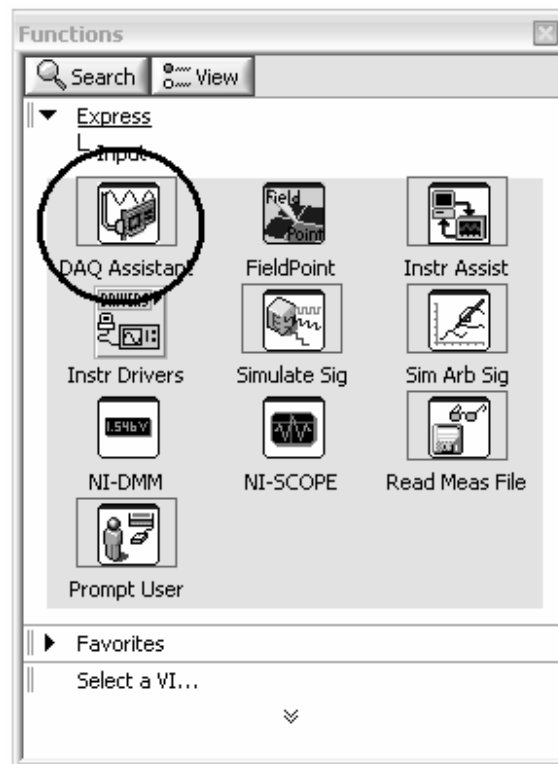 Functions
Search View
Express
Input
Field
Point
DAQ Assistant FieldPoint Instr Assist
DRIVERS
Instr Drivers Simulate Sig Sim Arb Sig
1.546V
NI-DMM NI-SCOPE Read Meas File
Prompt User
Favorites
Select a VI...